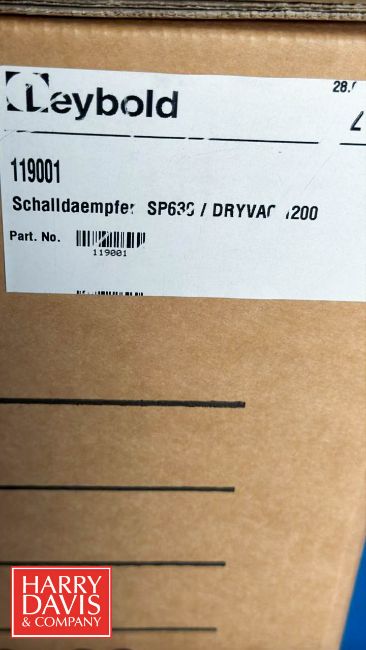 Leybold
28.
119001
Schalldaempfer SP630 / DRYVAC 1200
Part. No.
119001
HARRY
DAVIS
& COMPANY